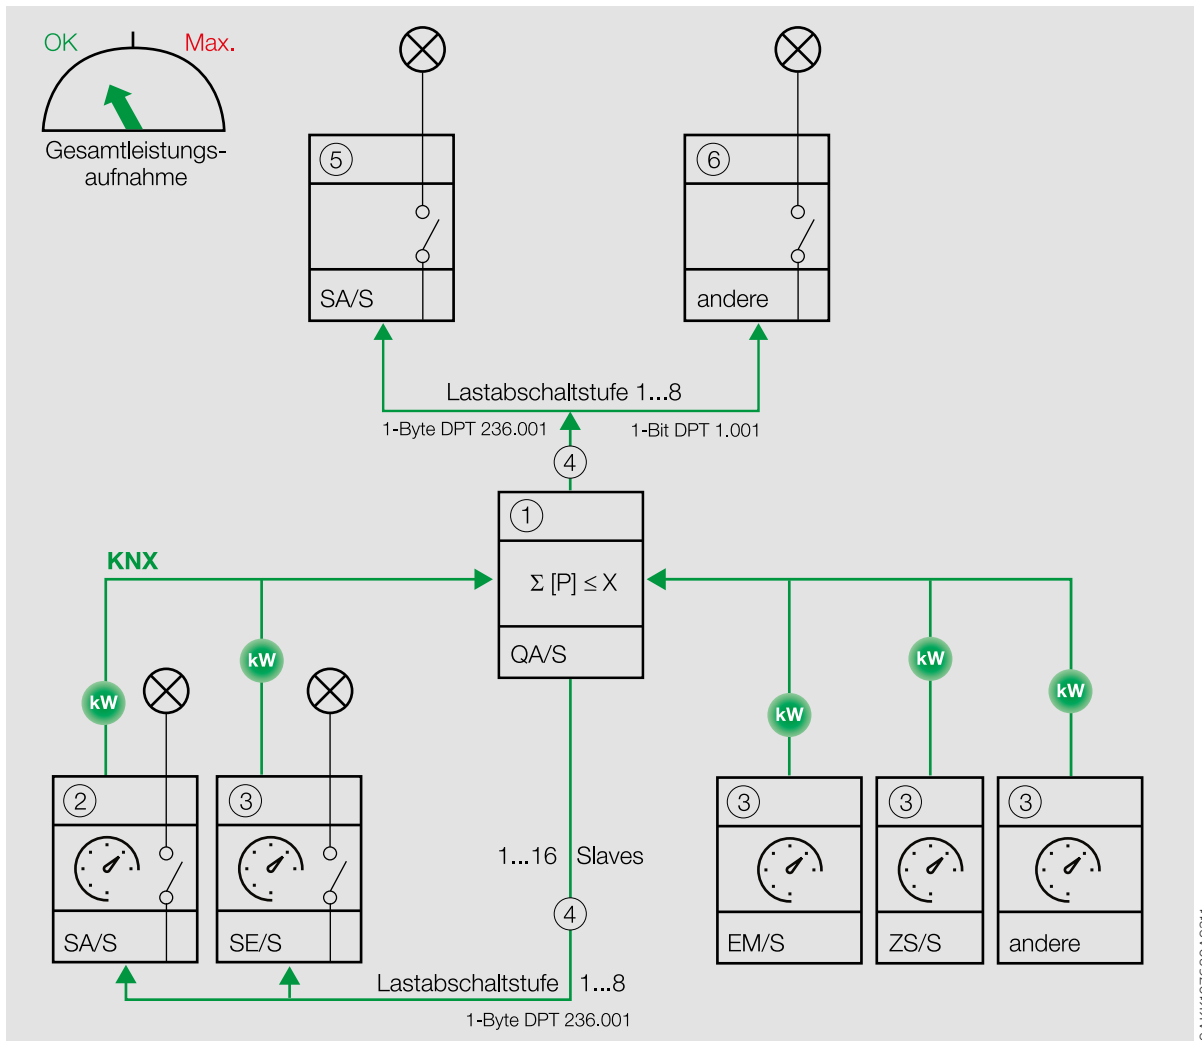 OK
Max.
Gesamtleistungs-
aufnahme
5
6
SA/S
andere
Lastabschaltstufe 1...8
1-Byte DPT 236.001
1-Bit DPT 1.001
4
1
KNX
Σ [P] ≤ X
QA/S
kW
kW
kW
kW
kW
2
3
3
3
3
1...16 Slaves
4
SA/S
SE/S
EM/S
ZS/S
andere
Lastabschaltstufe 1...8
1-Byte DPT 236.001